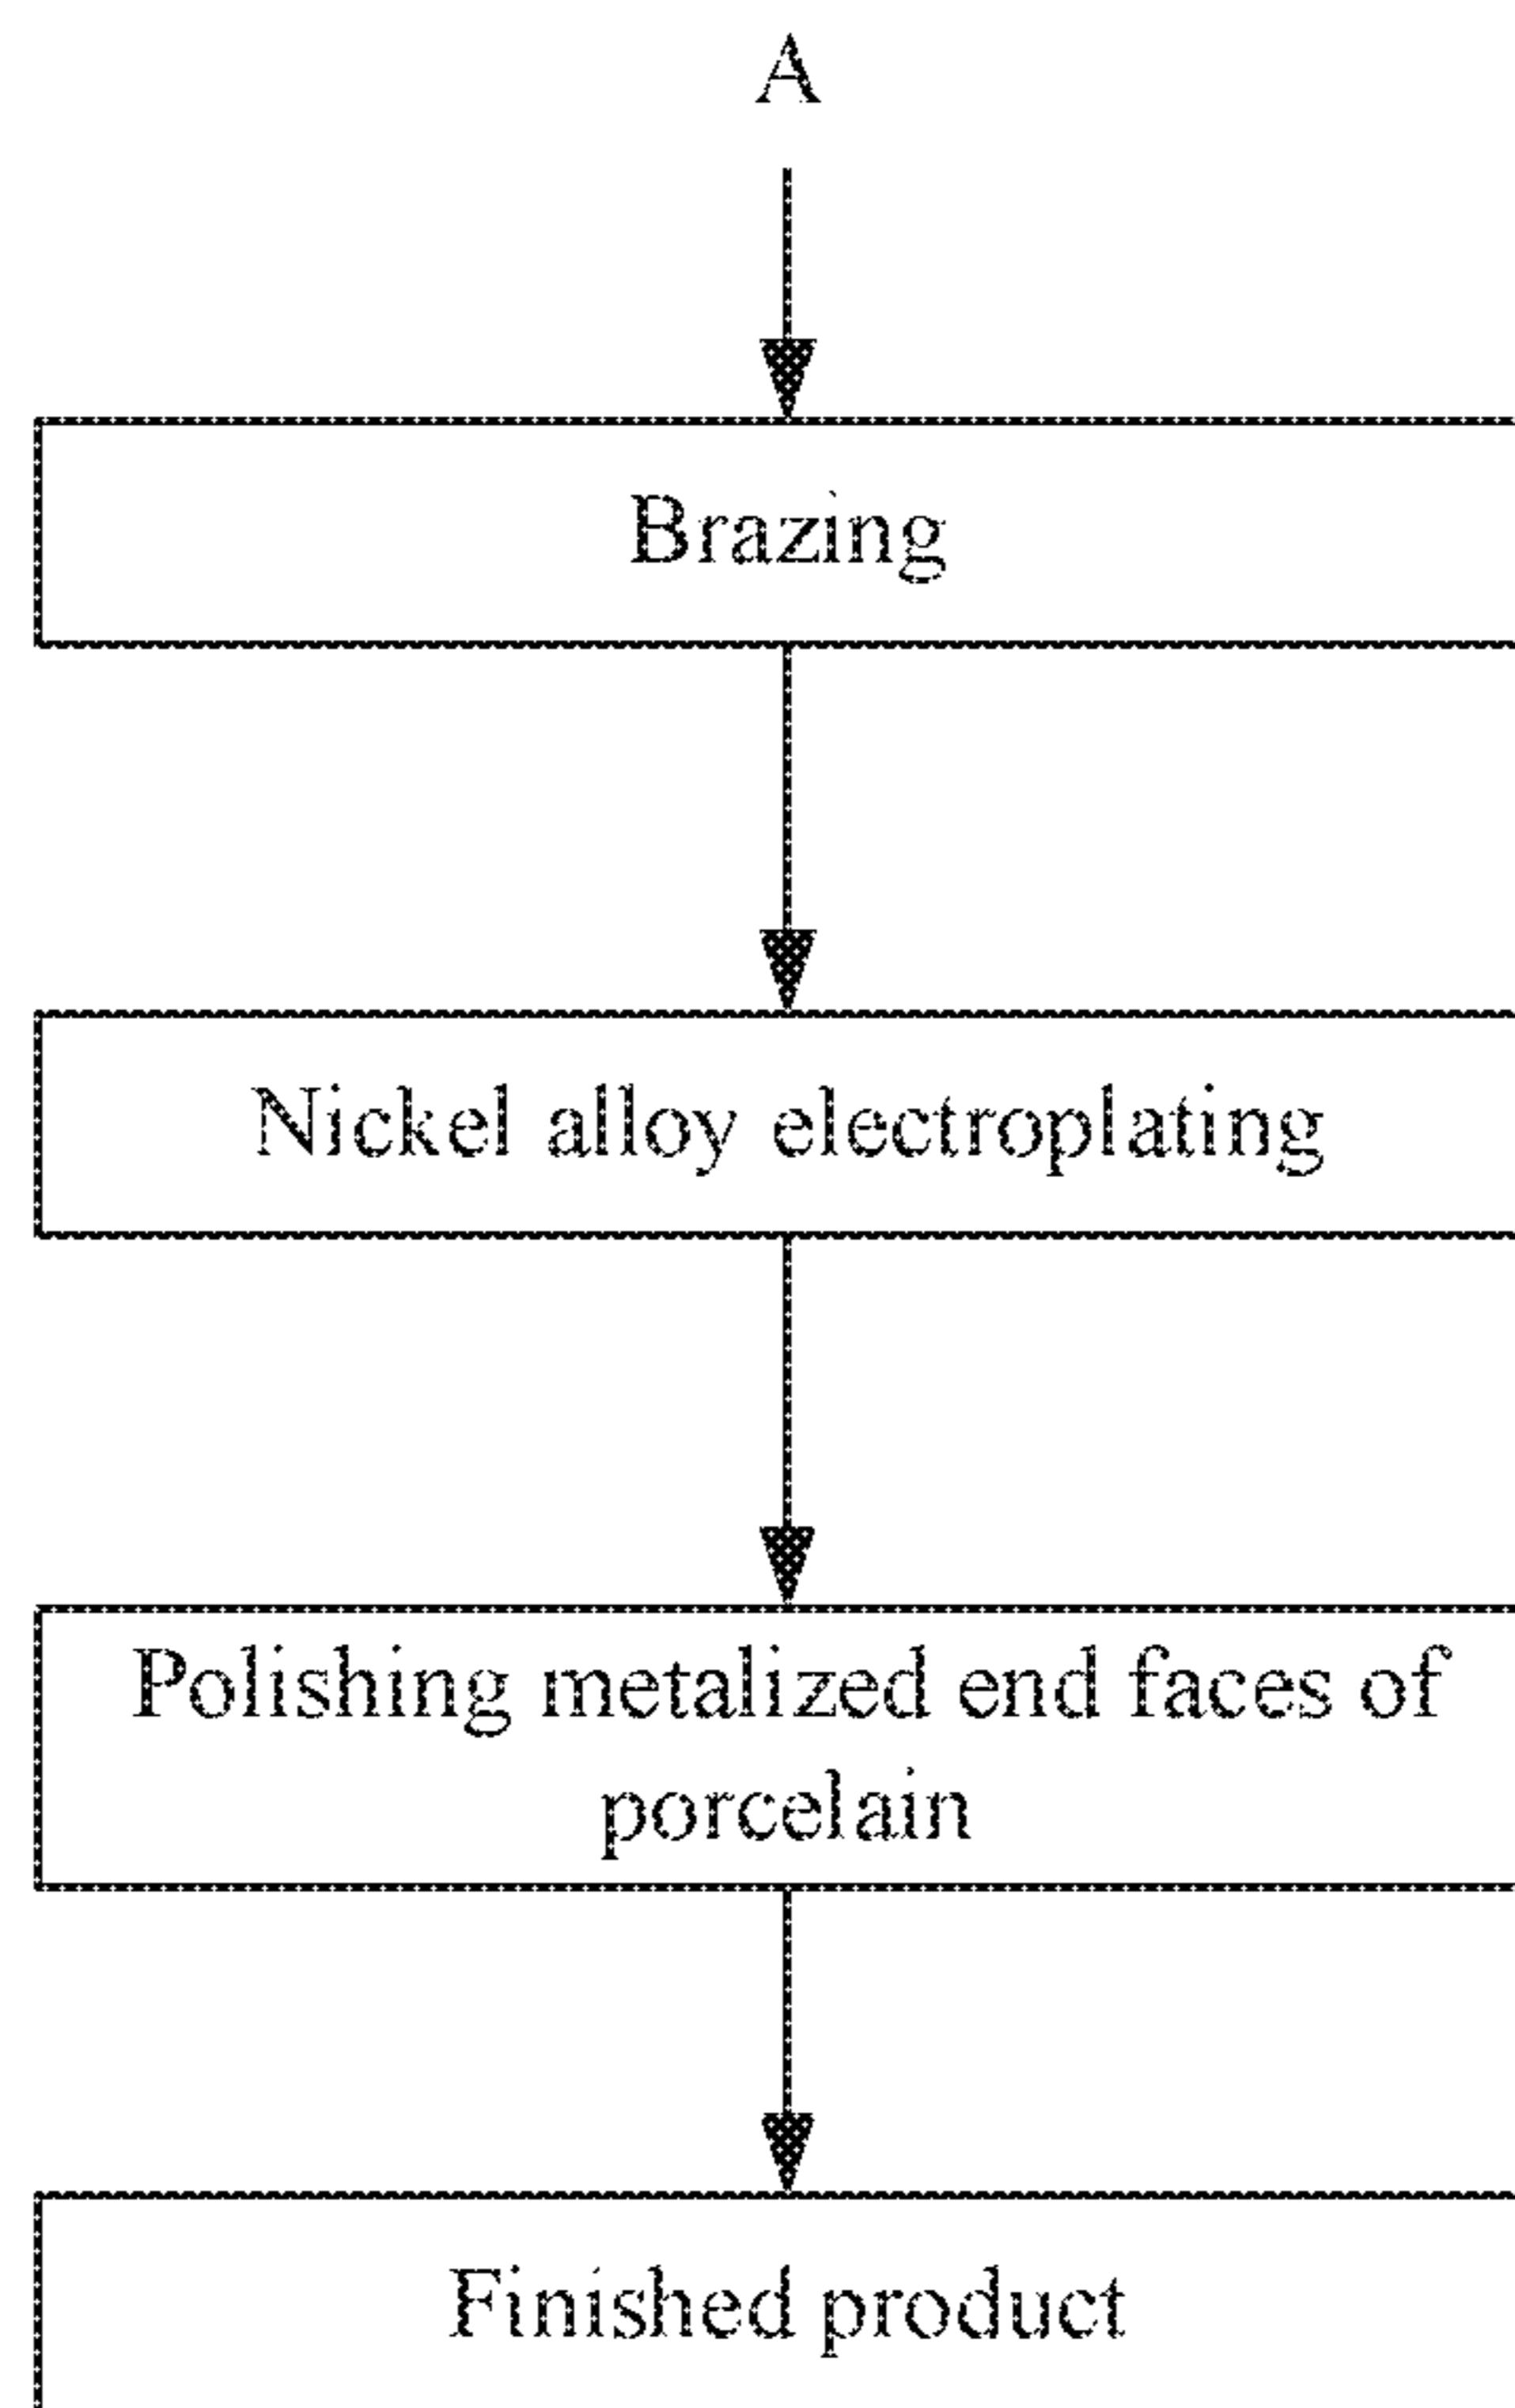 A
Brazing
Nickel alloy electroplating
Polishing metalized end faces of
porcelain
Finished product